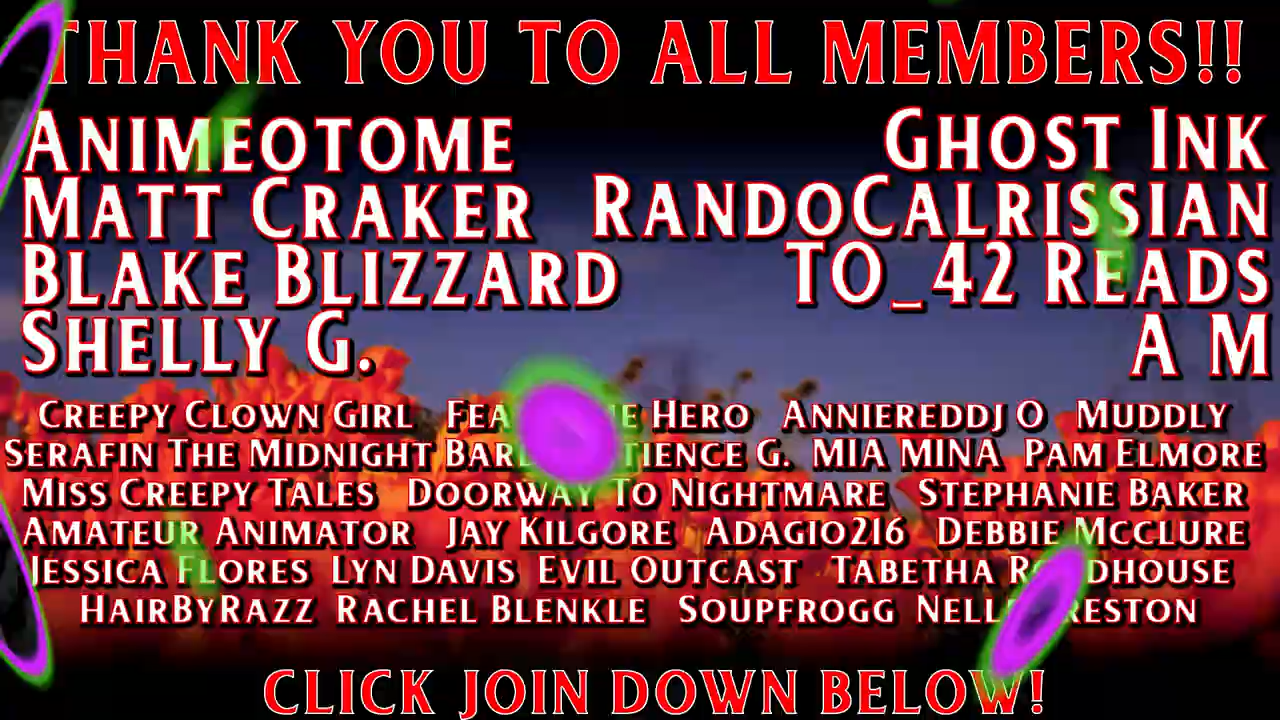 THANK YOU TO ALL MEMBERS!!
ANIMEOTOME GHOST INK
MATT CRAKER RANDOCALRISSIAN
BLAKE BLIZZARD TO_42 READS
SHELLY G. A M
CREEPY CLOWN GIRL HERO ANNIEREDDJ O MUDDLY
SERAFIN THE MIDNIGHT G. MIA MINA PAM ELMORE
MISS CREEPY TALES DOORWAY TO NIGHTMARE STEPHANIE BAKER
AMATEUR ANIMATOR JAY KILGORE ADAGIO216 DEBBIE MCCLURE
JESSICA FLORES LYN DAVIS EVIL OUTCAST TABETHA
HAIRBYRAZZ RACHEL BLENKLE SOUPFROGG
CLICK JOIN DOWN BELOW!